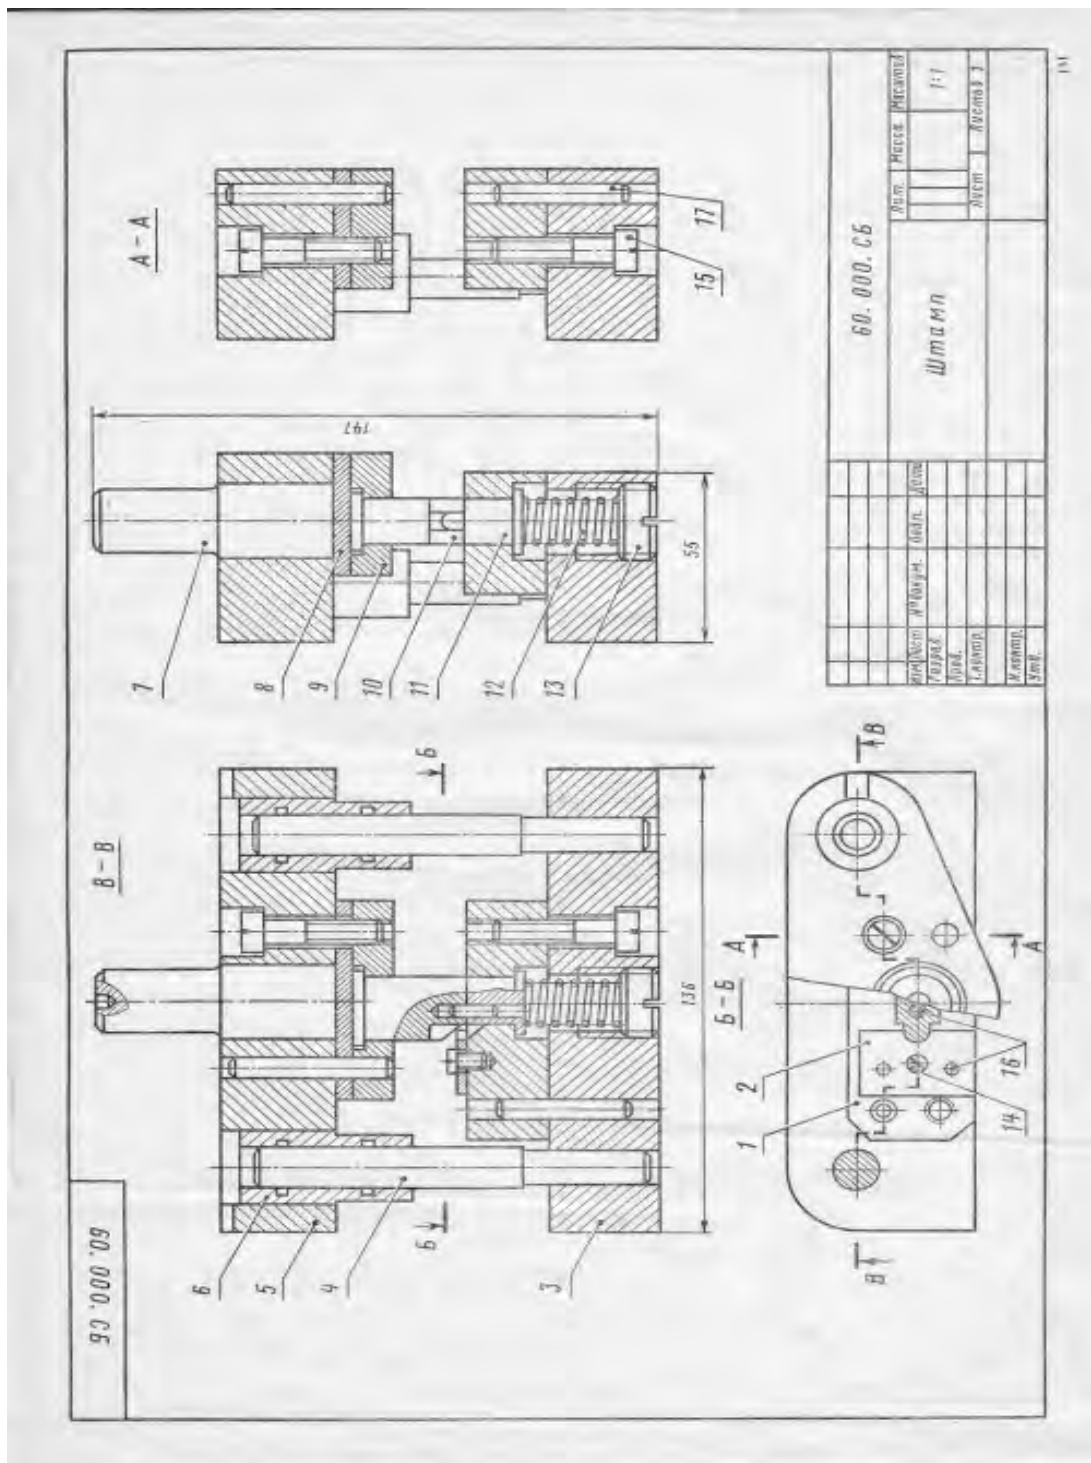 60. 000. СБ
В – В
А – А
6
5
4
3
7
8
9
10
11
12
13
15
17
147
55
136
Б
Б
Б – Б
А
А
В
В
1
2
14
16
60. 000. СБ
Штамп
Лит.
Масса
Масштаб
1:1
Лист
Листов 1
Изм.
Лист
№ докум.
Подп.
Дата
Разраб.
Пров.
Т.контр.
Н.контр.
Утв.